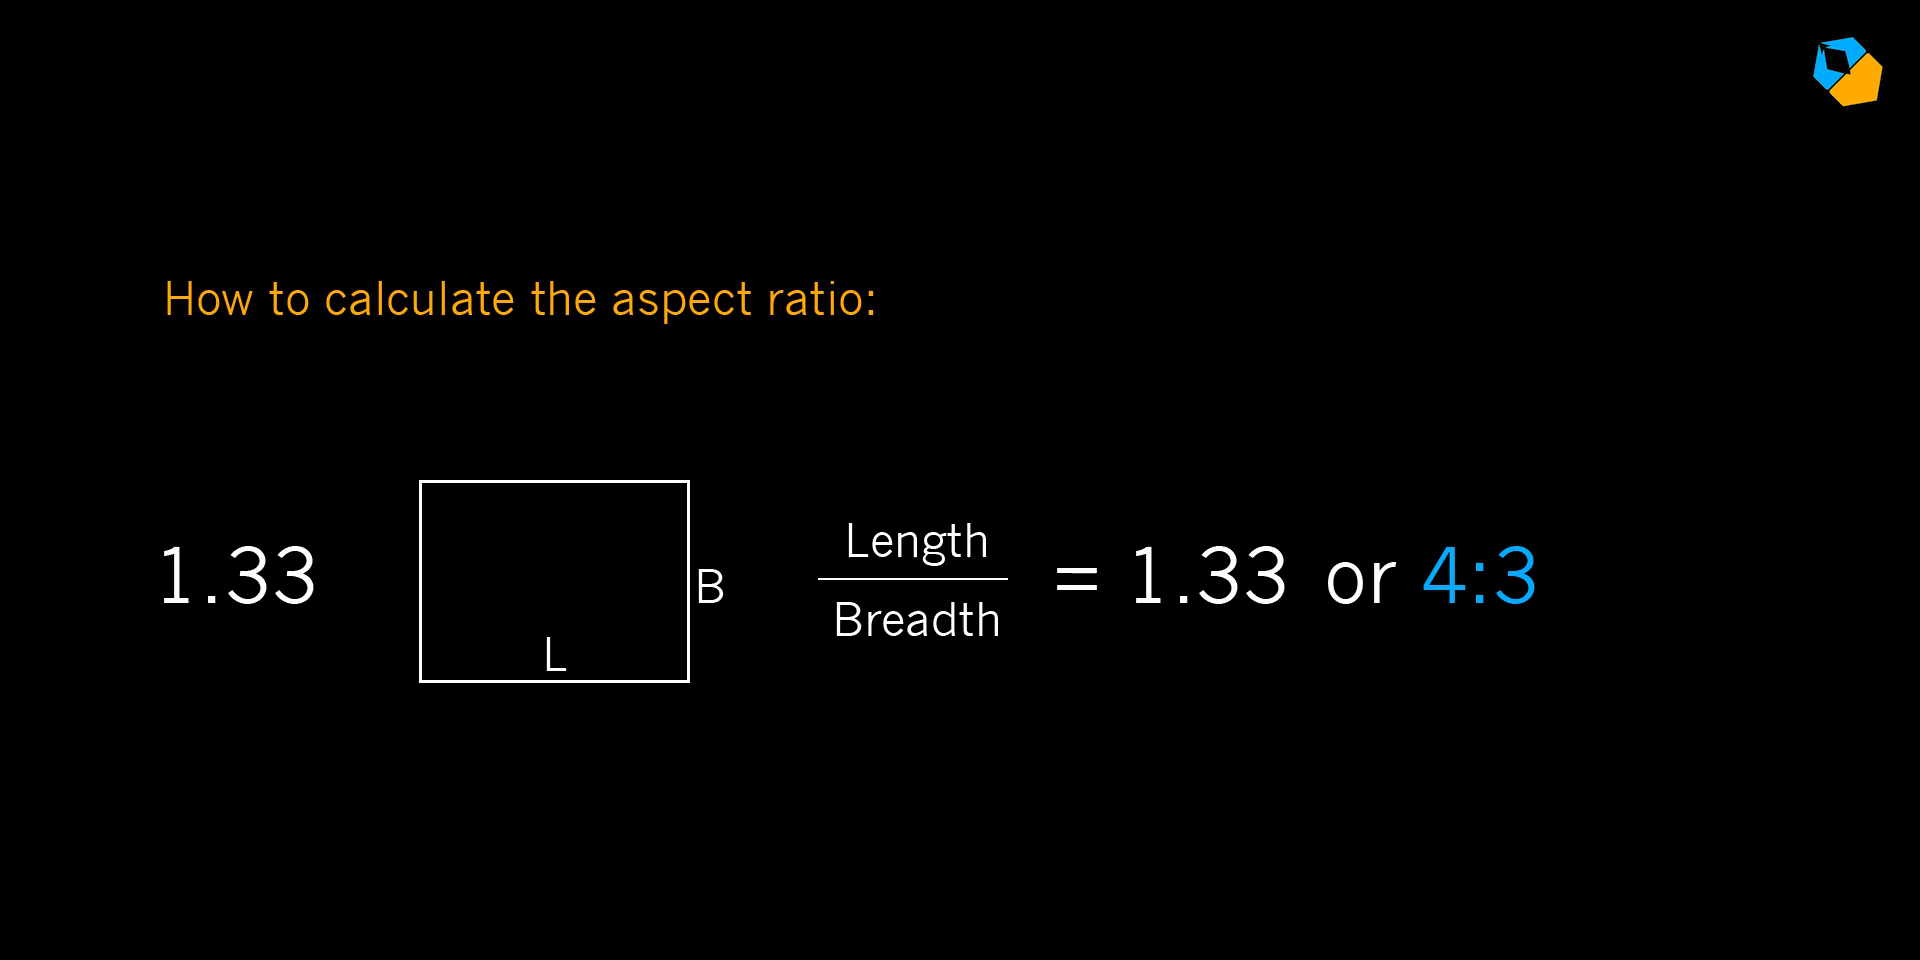 How to calculate the aspect ratio:
1.33
B
L
Length
Breadth
= 1.33 or 4:3